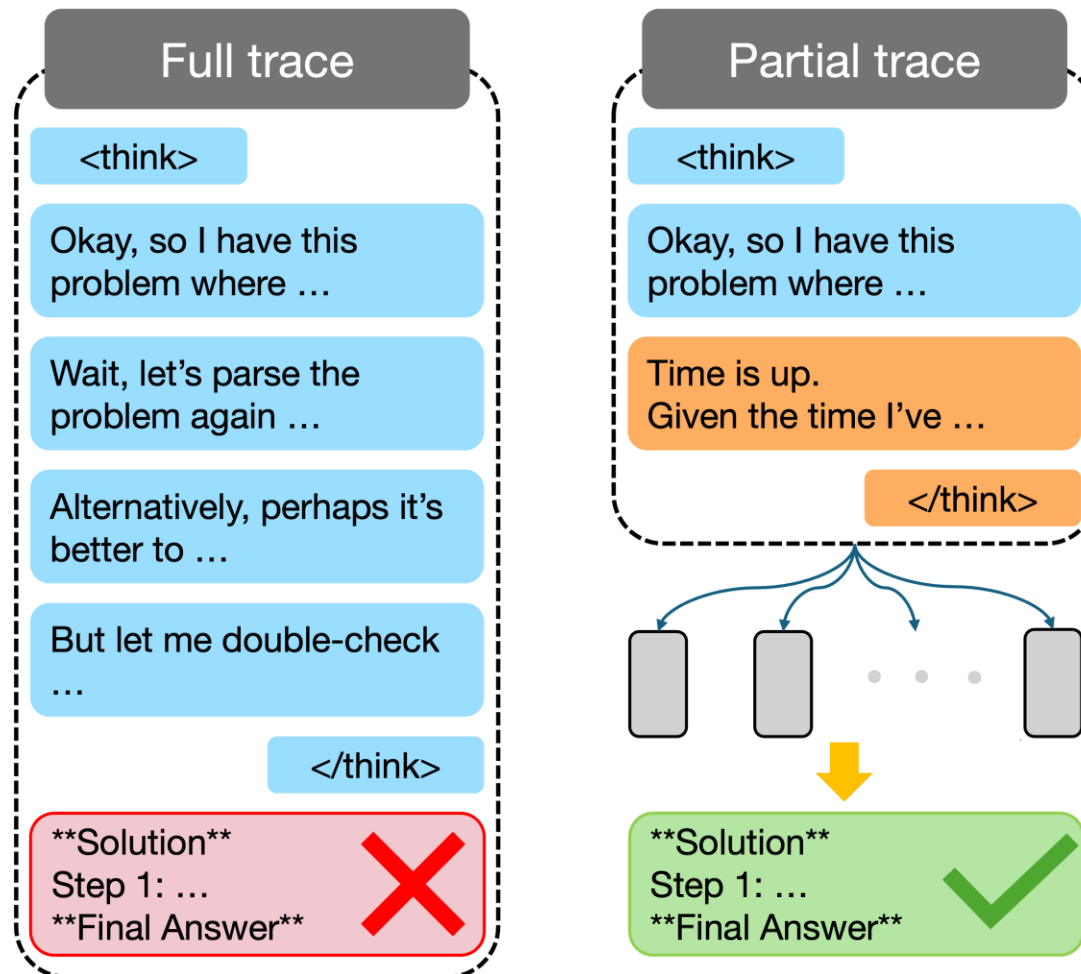 Full trace
<think>
Okay, so I have this
problem where …
Wait, let’s parse the
problem again …
Alternatively, perhaps it’s
better to …
But let me double-check
…
</think>
**Solution**
Step 1: …
**Final Answer**
Partial trace
<think>
Okay, so I have this
problem where …
Time is up.
Given the time I’ve …
</think>
**Solution**
Step 1: …
**Final Answer**